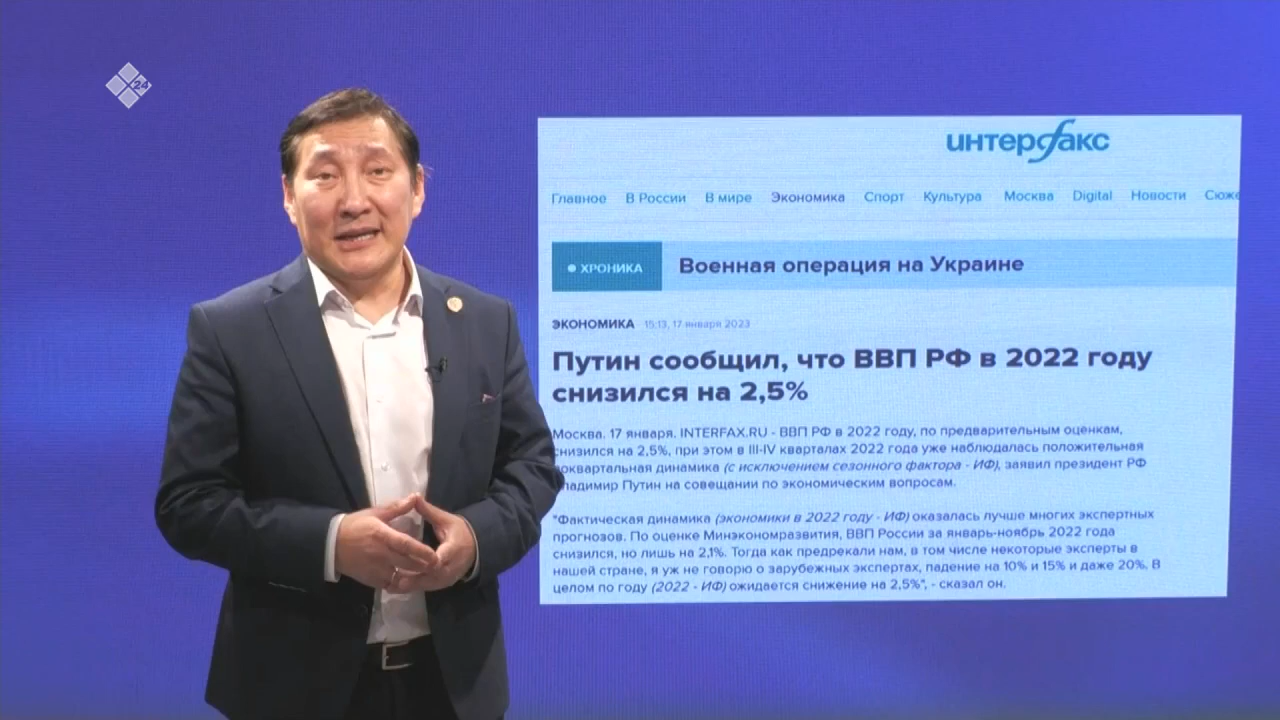 24
интерфакс
Главное В России В мире Экономика Спорт Культура Москва Digital Новости Сюже
ХРОНИКА Военная операция на Украине
ЭКОНОМИКА 15:13, 17 января 2023
Путин сообщил, что ВВП РФ в 2022 году
снизился на 2,5%
Москва. 17 января. INTERFAX.RU - ВВП РФ в 2022 году, по предварительным оценкам,
снизился на 2,5%, при этом в III-IV кварталах 2022 года уже наблюдалась положительная
оквартальная динамика (с исключением сезонного фактора - ИФ), заявил президент РФ
ладимир Путин на совещании по экономическим вопросам.
"Фактическая динамика (экономики в 2022 году - ИФ) оказалась лучше многих экспертных
прогнозов. По оценке Минэкономразвития, ВВП России за январь-ноябрь 2022 года
снизился, но лишь на 2,1%. Тогда как предрекали нам, в том числе некоторые эксперты в
нашей стране, я уж не говорю о зарубежных экспертах, падение на 10% и 15% и даже 20%. В
целом по году (2022 - ИФ) ожидается снижение на 2,5%", - сказал он.